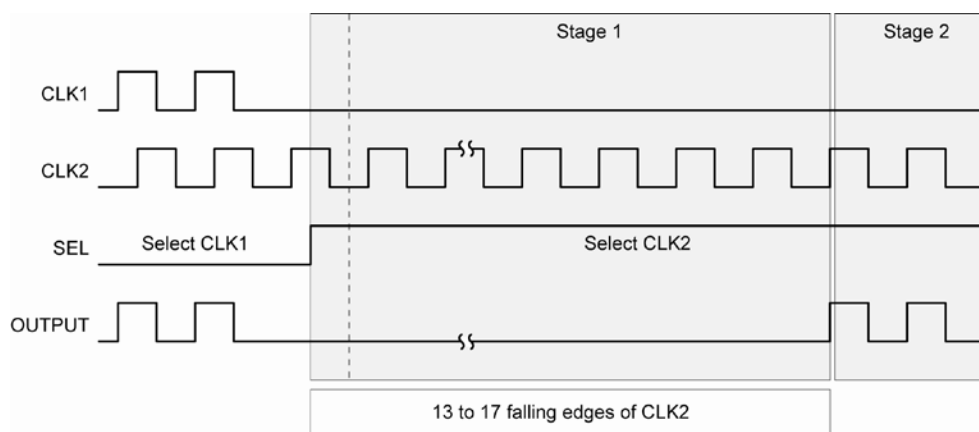 Stage 1
Stage 2
CLK1
CLK2
SEL
Select CLK1
Select CLK2
OUTPUT
13 to 17 falling edges of CLK2